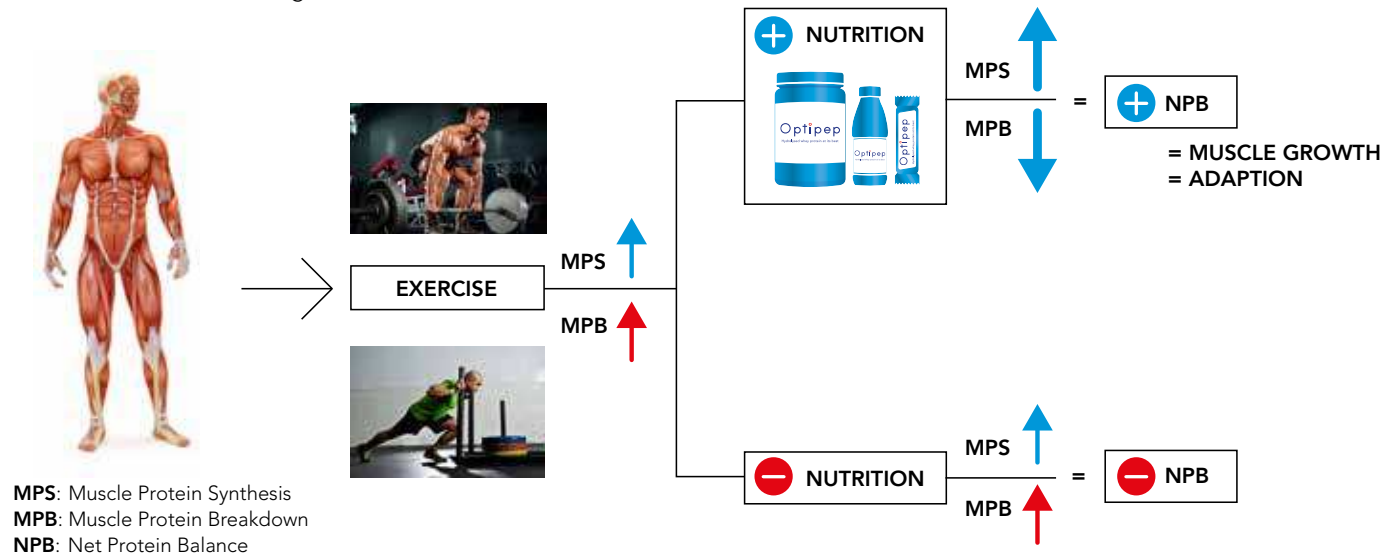 NUTRITION
Optipep
Optipep
Optipep
MPS
MPB
=
NPB
= MUSCLE GROWTH
= ADAPTION
MPS
EXERCISE
MPB
NUTRITION
MPS
MPB
=
NPB
MPS: Muscle Protein Synthesis
MPB: Muscle Protein Breakdown
NPB: Net Protein Balance